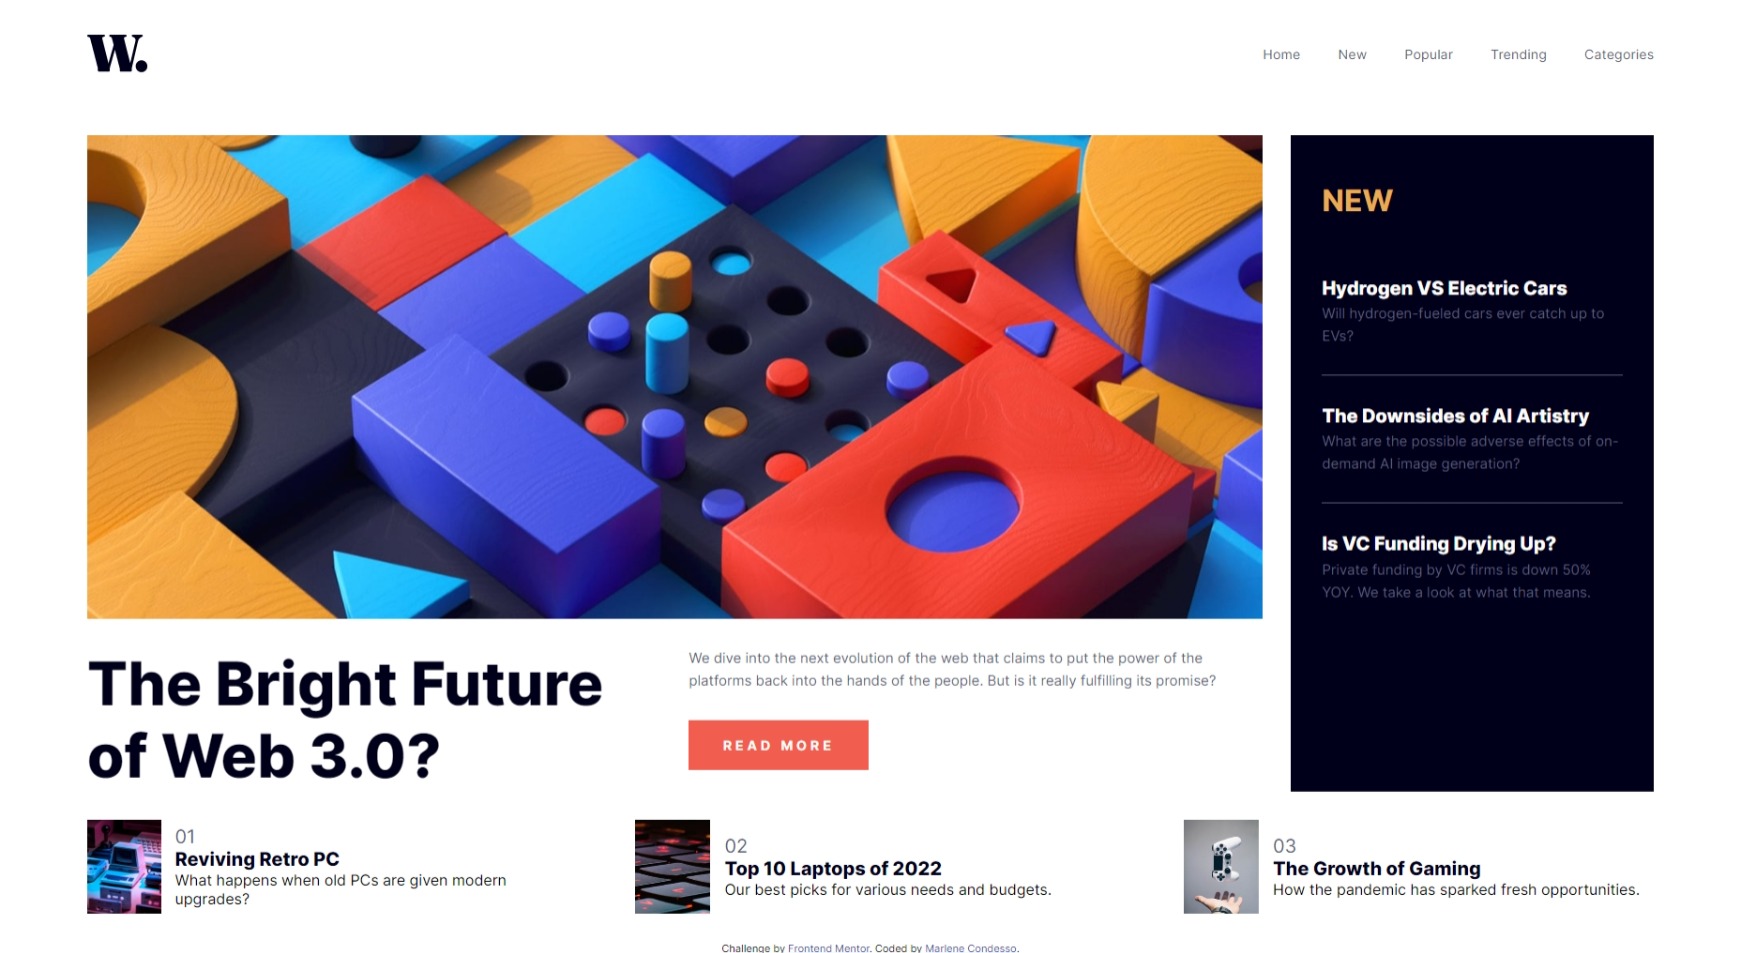 W.
Home New Popular Trending Categories
NEW
Hydrogen VS Electric Cars
Will hydrogen-fueled cars ever catch up to
EVs?
The Downsides of AI Artistry
What are the possible adverse effects of on-
demand AI image generation?
Is VC Funding Drying Up?
Private funding by VC firms is down 50%
YOY. We take a look at what that means.
The Bright Future
of Web 3.0?
We dive into the next evolution of the web that claims to put the power of the
platforms back into the hands of the people. But is it really fulfilling its promise?
READ MORE
01
Reviving Retro PC
What happens when old PCs are given modern
upgrades?
02
Top 10 Laptops of 2022
Our best picks for various needs and budgets.
03
The Growth of Gaming
How the pandemic has sparked fresh opportunities.
Challenge by Frontend Mentor. Coded by Marlene Condesso.